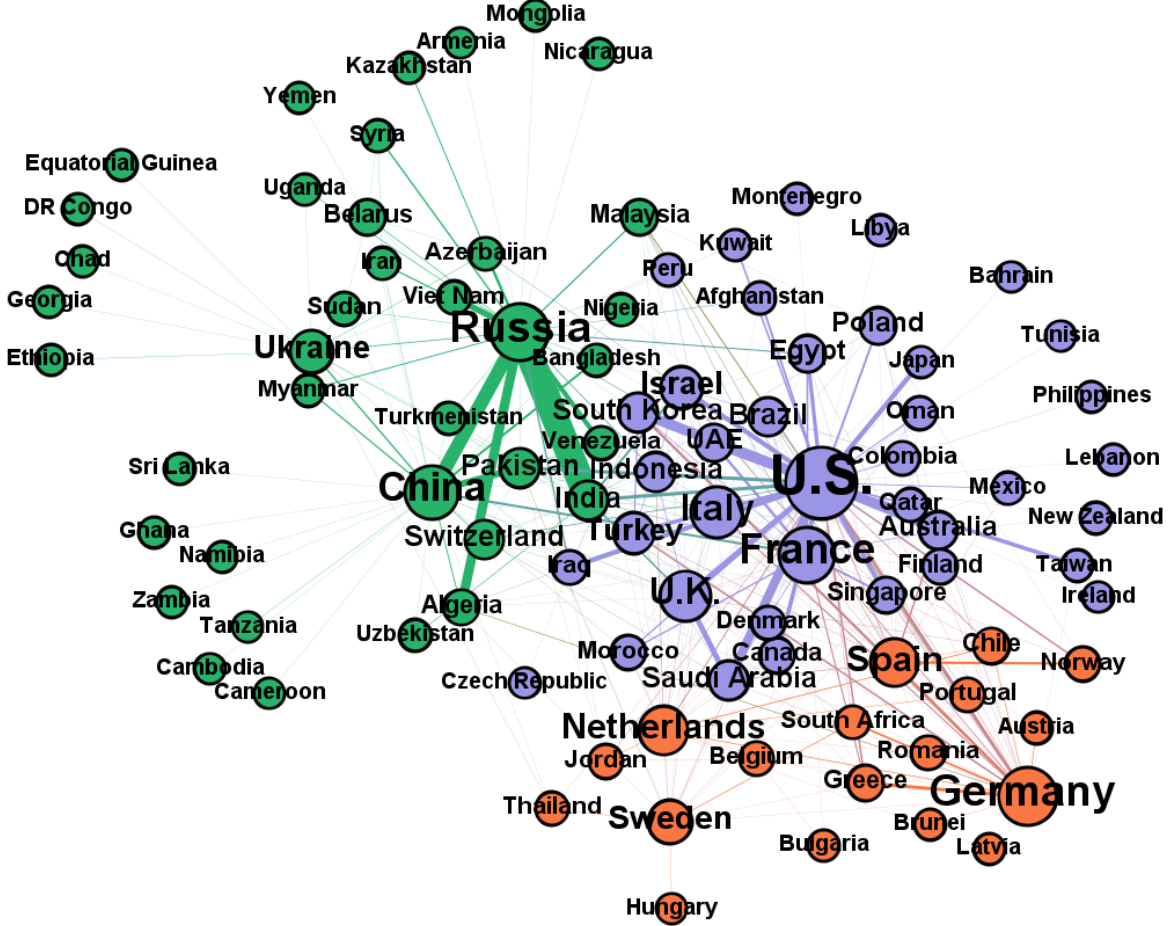 Mongolia
Armenia
Nicaragua
Kazakhstan
Yemen
Syria
Equatorial Guinea
Uganda
DR Congo
Belarus
Malaysia
Montenegro
Libya
Kuwait
Azerbaijan
Chad
Iran
Peru
Bahrain
Georgia
Sudan
Viet Nam
Nigeria
Afghanistan
Poland
Russia
Tunisia
Ukraine
Ethiopia
Bangladesh
Egypt
Japan
Myanmar
Israel
Philippines
Turkmenistan
South Korea
Brazil
Oman
Venezuela
UAE
Sri Lanka
Pakistan
Indonesia
Colombia
Lebanon
China
India
U.S.
Mexico
Qatar
Italy
New Zealand
Ghana
Switzerland
Turkey
Australia
Namibia
France
Iraq
Finland
Taiwan
Zambia
Algeria
U.K.
Singapore
Ireland
Tanzania
Uzbekistan
Denmark
Cambodia
Morocco
Canada
Chile
Cameroon
Czech Republic
Saudi Arabia
Spain
Norway
Portugal
Netherlands
South Africa
Austria
Jordan
Belgium
Romania
Greece
Germany
Thailand
Sweden
Brunei
Bulgaria
Latvia
Hungary